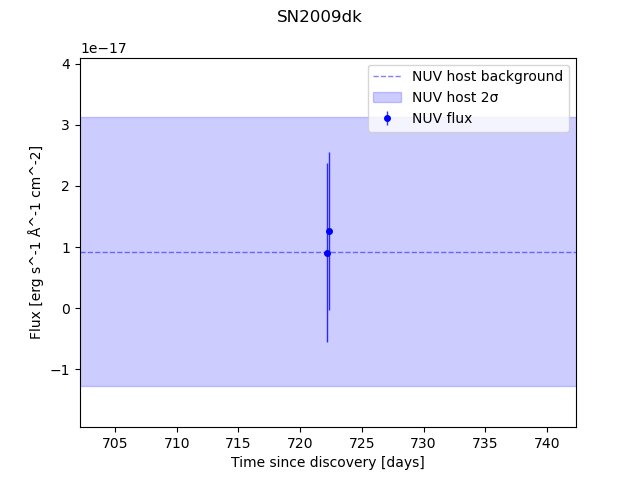 SN2009dk
1e−17
NUV host background
NUV host 2σ
NUV flux
4
3
2
1
0
−1
Flux [erg s^-1 Å^-1 cm^-2]
705 710 715 720 725 730 735 740
Time since discovery [days]